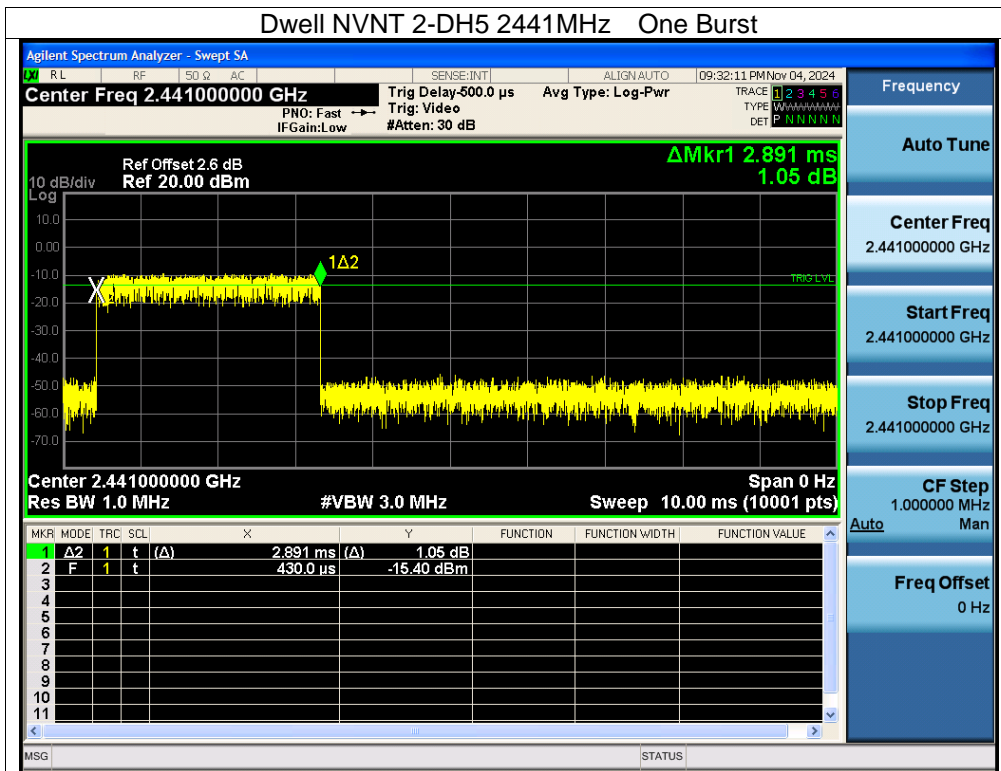 Dwell NVNT 2-DH5 2441MHz One Burst
Agilent Spectrum Analyzer - Swept SA
LXI RL RF 50 Ω AC SENSE:INT ALIGN AUTO 09:32:11 PM Nov 04, 2024
Center Freq 2.441000000 GHz
PNO: Fast
IFGain:Low
Trig Delay-500.0 µs
Trig: Video
#Atten: 30 dB
Avg Type: Log-Pwr
TRACE 1 2 3 4 5 6
TYPE WWWWWW
DET P N N N N N
Frequency
Auto Tune
Center Freq
2.441000000 GHz
Start Freq
2.441000000 GHz
Stop Freq
2.441000000 GHz
CF Step
1.000000 MHz
Auto Man
Freq Offset
0 Hz
ΔMkr1 2.891 ms
1.05 dB
Ref Offset 2.6 dB
Ref 20.00 dBm
10 dB/div
Log
10.0
0.00
-10.0
-20.0
-30.0
-40.0
-50.0
-60.0
-70.0
1Δ2
TRIG LVL
Center 2.441000000 GHz Span 0 Hz
Res BW 1.0 MHz #VBW 3.0 MHz Sweep 10.00 ms (10001 pts)
MKR MODE TRC SCL X Y FUNCTION FUNCTION WIDTH FUNCTION VALUE
1 Δ2 1 t (Δ) 2.891 ms (Δ) 1.05 dB
2 F 1 t 430.0 µs -15.40 dBm
3
4
5
6
7
8
9
10
11
MSG STATUS